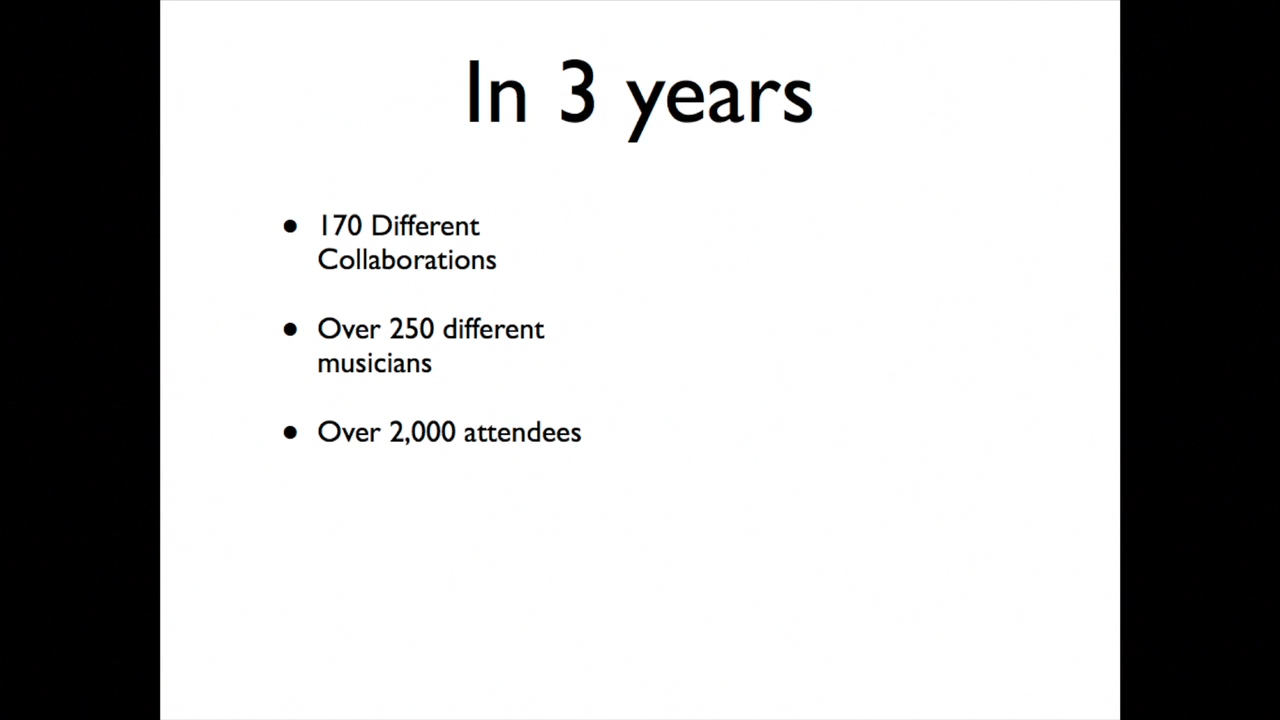 In 3 years
• 170 Different
Collaborations
• Over 250 different
musicians
• Over 2,000 attendees